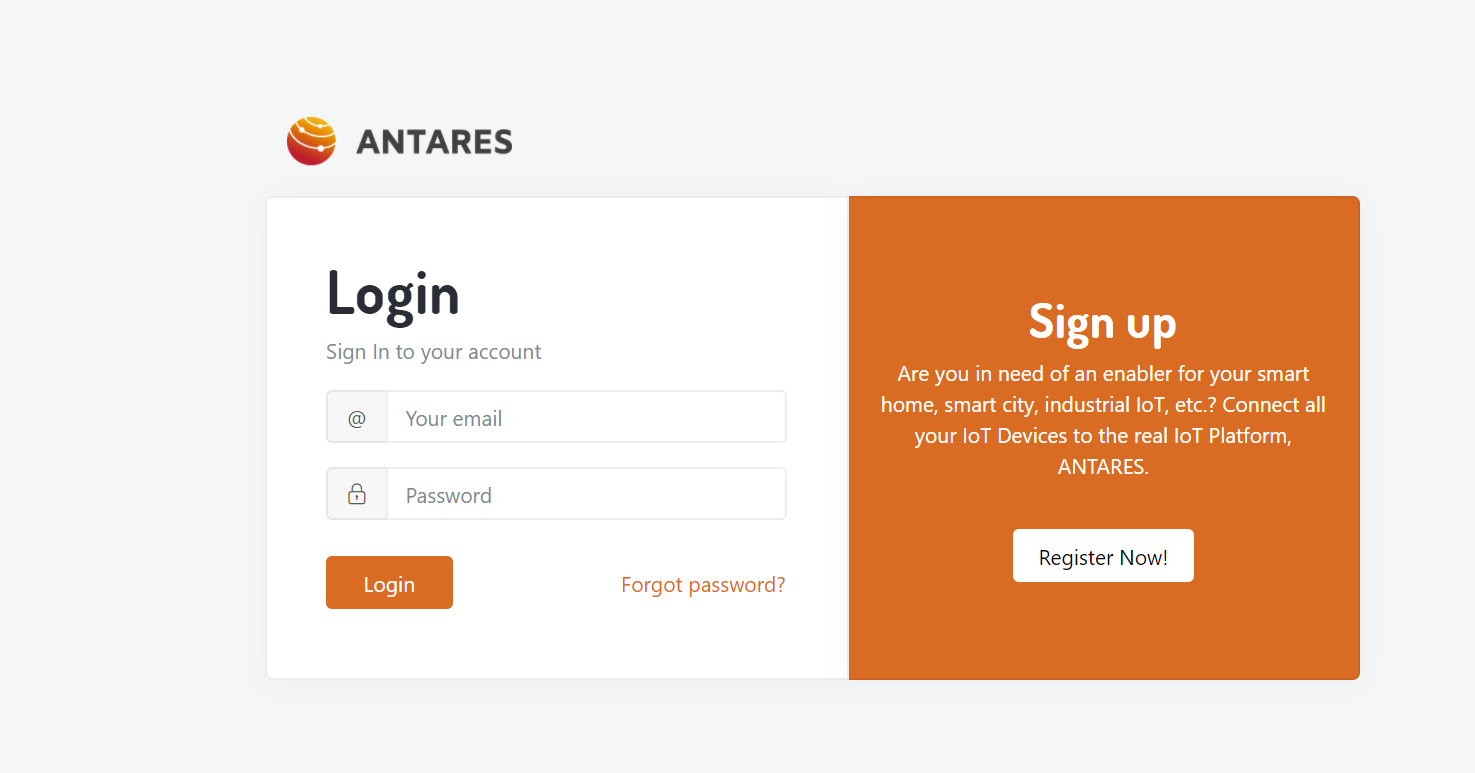 ANTARES
Login
Sign In to your account
@ Your email
Password
Login
Forgot password?
Sign up
Are you in need of an enabler for your smart
home, smart city, industrial IoT, etc.? Connect all
your IoT Devices to the real IoT Platform,
ANTARES.
Register Now!